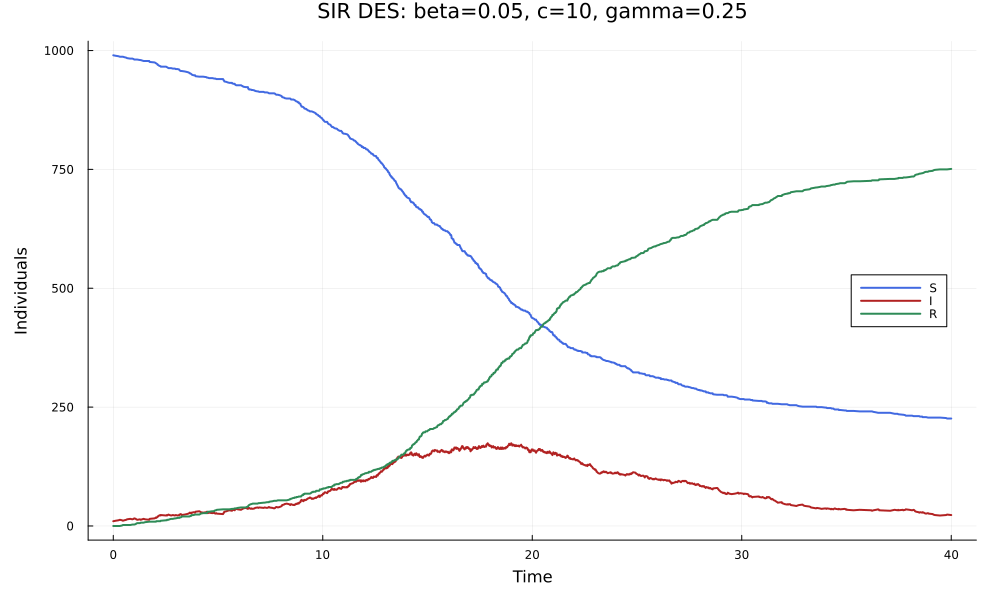 SIR DES: beta=0.05, c=10, gamma=0.25
1000
750
500
250
0
Individuals
S
I
R
0 10 20 30 40
Time